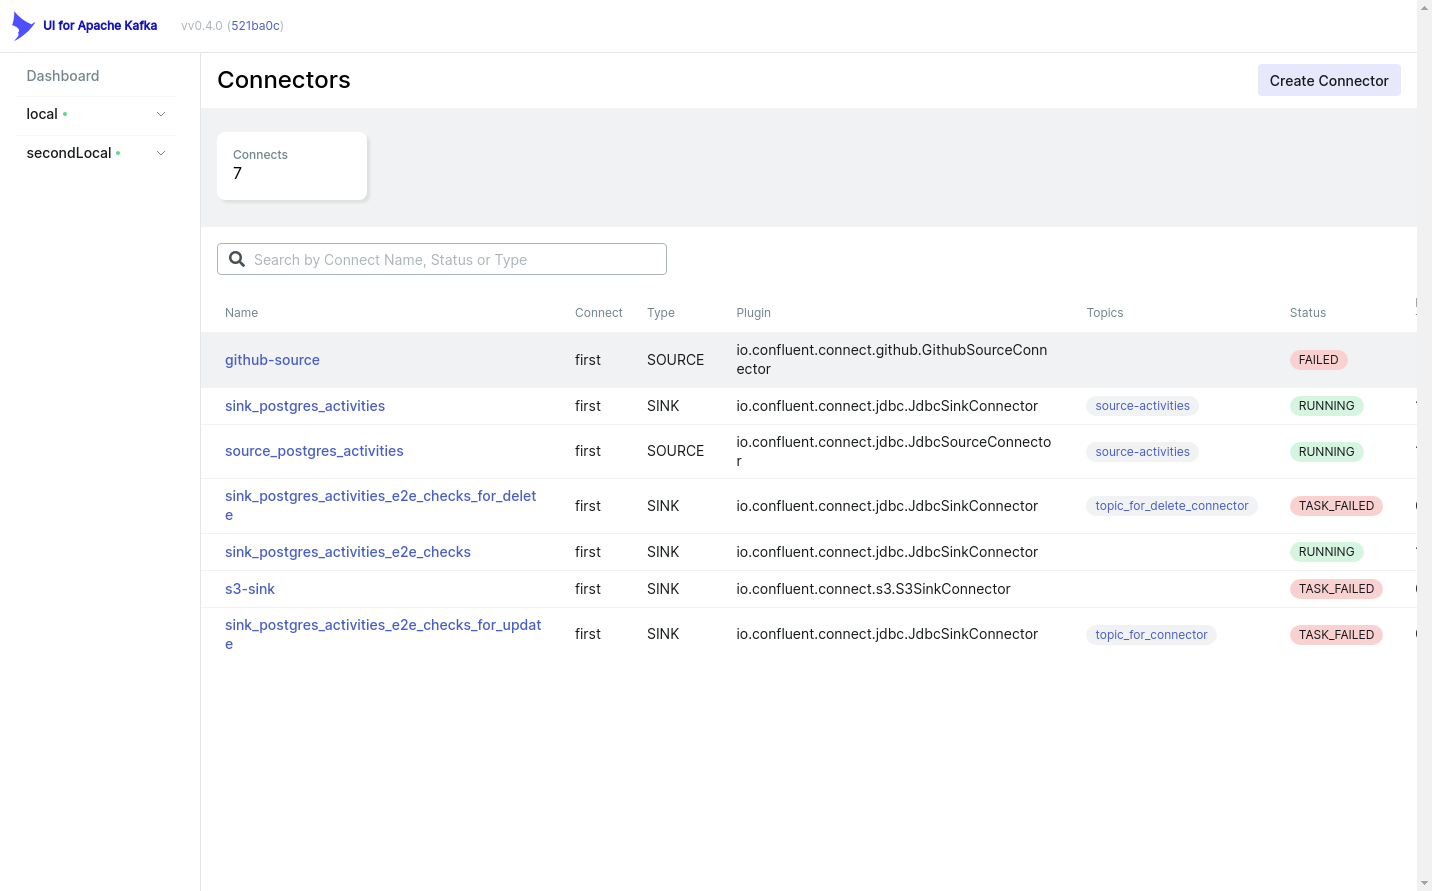 UI for Apache Kafka vv0.4.0 (521ba0c)
Dashboard
local
secondLocal
Connectors
Create Connector
Connects
7
Search by Connect Name, Status or Type
Name Connect Type Plugin Topics Status
github-source first SOURCE io.confluent.connect.github.GithubSourceConn
ector FAILED
sink_postgres_activities first SINK io.confluent.connect.jdbc.JdbcSinkConnector source-activities RUNNING
source_postgres_activities first SOURCE io.confluent.connect.jdbc.JdbcSourceConnecto
r source-activities RUNNING
sink_postgres_activities_e2e_checks_for_delet
e first SINK io.confluent.connect.jdbc.JdbcSinkConnector topic_for_delete_connector TASK_FAILED
sink_postgres_activities_e2e_checks first SINK io.confluent.connect.jdbc.JdbcSinkConnector RUNNING
s3-sink first SINK io.confluent.connect.s3.S3SinkConnector TASK_FAILED
sink_postgres_activities_e2e_checks_for_updat
e first SINK io.confluent.connect.jdbc.JdbcSinkConnector topic_for_connector TASK_FAILED